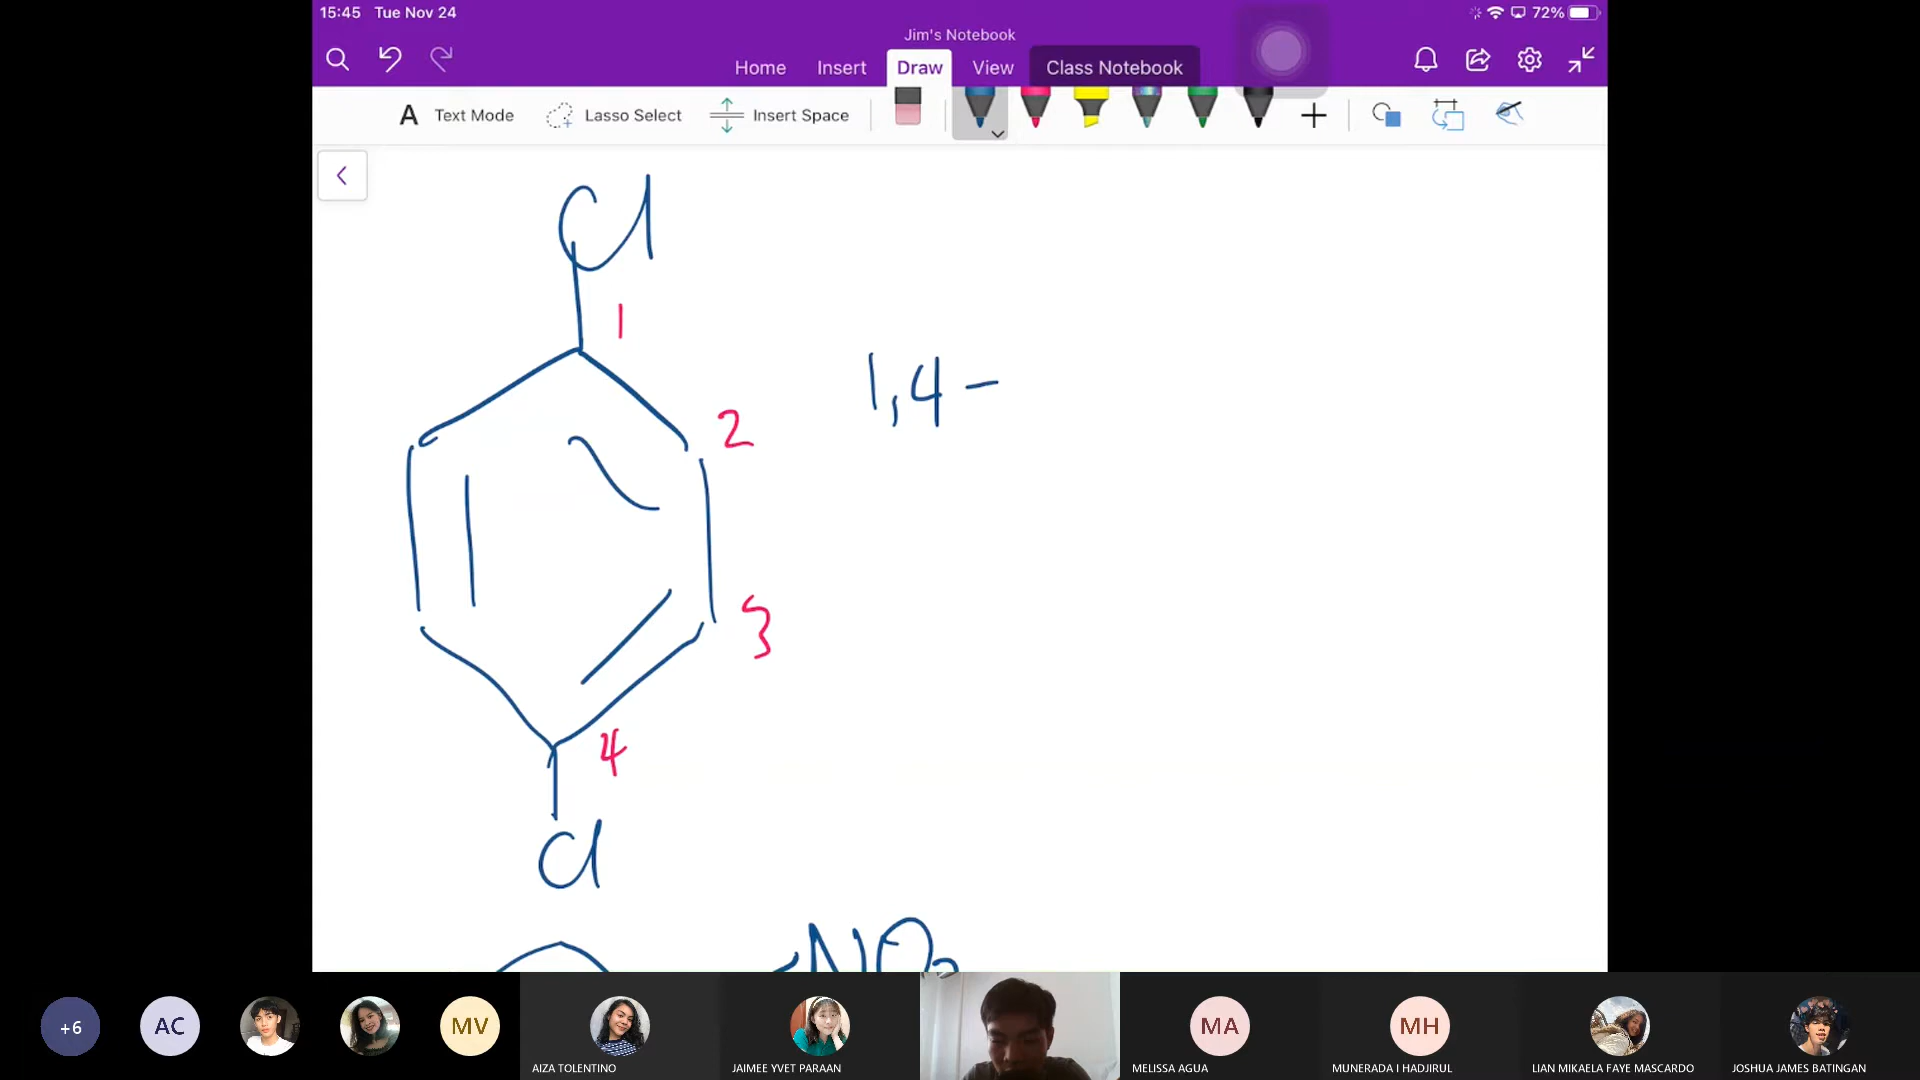 15:45 Tue Nov 24
72%
Jim's Notebook
Home Insert Draw View Class Notebook
A Text Mode Lasso Select Insert Space
Cl
1
1,4 -
2
3
4
Cl
NO2
+6 AC MV MA MH
AIZA TOLENTINO JAIMEE YVET PARAAN MELISSA AGUA MUNERADA I HADJIRUL LIAN MIKAELA FAYE MASCARDO JOSHUA JAMES BATINGAN